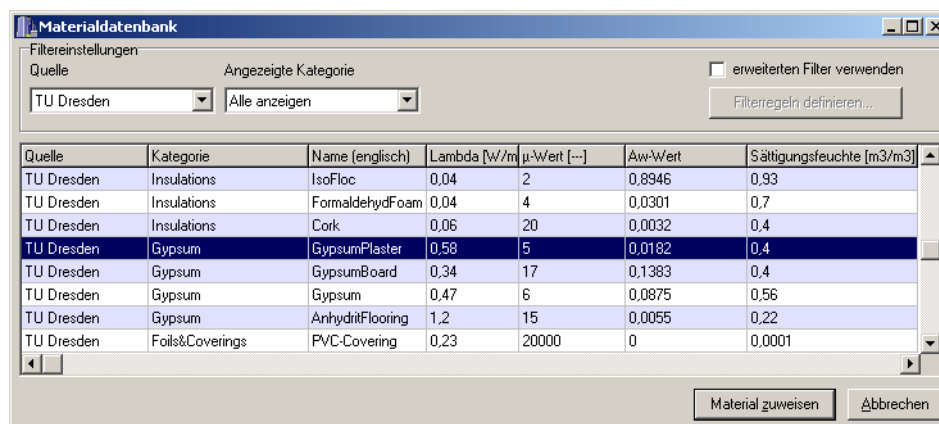 Materialdatenbank
Filtereinstellungen
Quelle Angezeigte Kategorie erweiterten Filter verwenden
TU Dresden Alle anzeigen Filterregeln definieren...
Quelle Kategorie Name (englisch) Lambda [W/m µ-Wert [---] Aw-Wert Sättigungsfeuchte [m3/m3]
TU Dresden Insulations IsoFloc 0,04 2 0,8946 0,93
TU Dresden Insulations FormaldehydFoam 0,04 4 0,0301 0,7
TU Dresden Insulations Cork 0,06 20 0,0032 0,4
TU Dresden Gypsum GypsumPlaster 0,58 5 0,0182 0,4
TU Dresden Gypsum GypsumBoard 0,34 17 0,1383 0,4
TU Dresden Gypsum Gypsum 0,47 6 0,0875 0,56
TU Dresden Gypsum AnhydritFlooring 1,2 15 0,0055 0,22
TU Dresden Foils&Coverings PVC-Covering 0,23 20000 0 0,0001
Material zuweisen Abbrechen